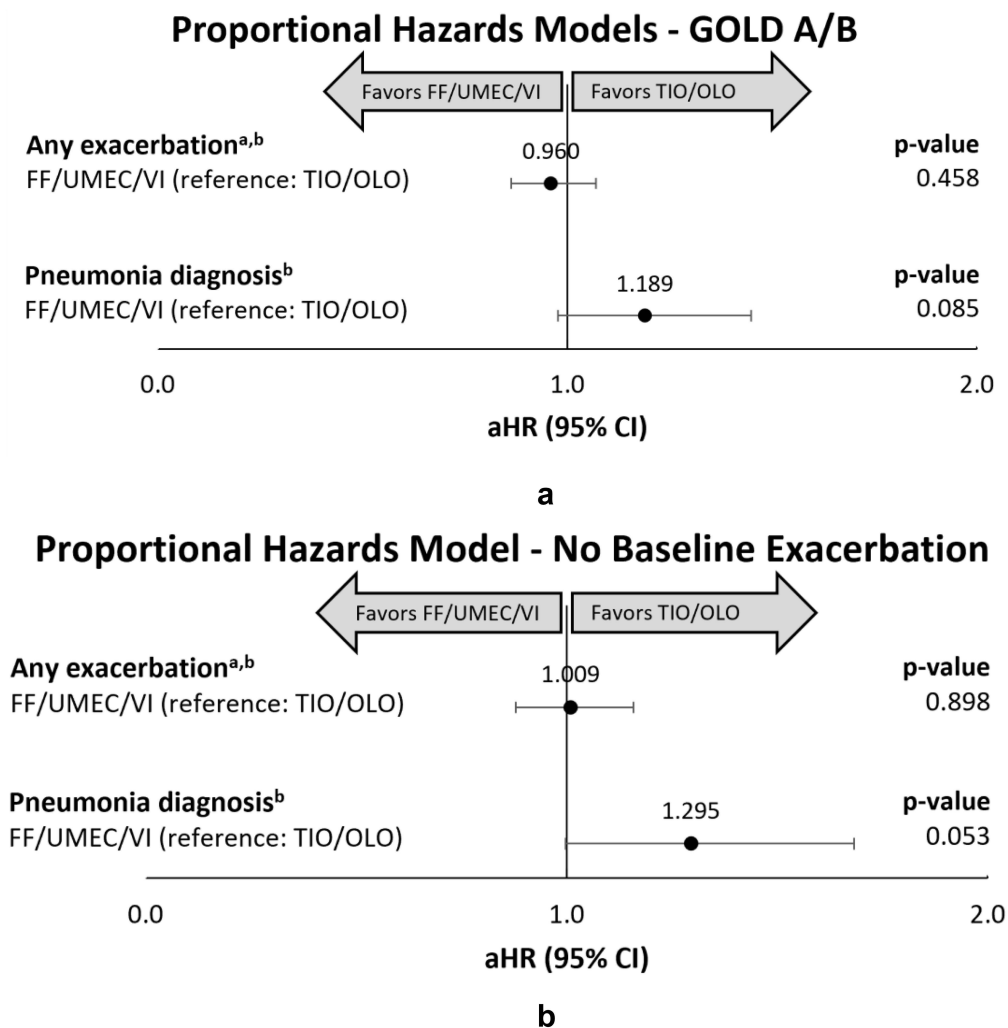 Proportional Hazards Models - GOLD A/B
Favors FF/UMEC/VI
Favors TIO/OLO
Any exacerbationᵃ,ᵇ
0.960
p-value
FF/UMEC/VI (reference: TIO/OLO)
0.458
Pneumonia diagnosisᵇ
1.189
p-value
FF/UMEC/VI (reference: TIO/OLO)
0.085
0.0
1.0
2.0
aHR (95% CI)
a
Proportional Hazards Model - No Baseline Exacerbation
Favors FF/UMEC/VI
Favors TIO/OLO
Any exacerbationᵃ,ᵇ
1.009
p-value
FF/UMEC/VI (reference: TIO/OLO)
0.898
Pneumonia diagnosisᵇ
1.295
p-value
FF/UMEC/VI (reference: TIO/OLO)
0.053
0.0
1.0
2.0
aHR (95% CI)
b